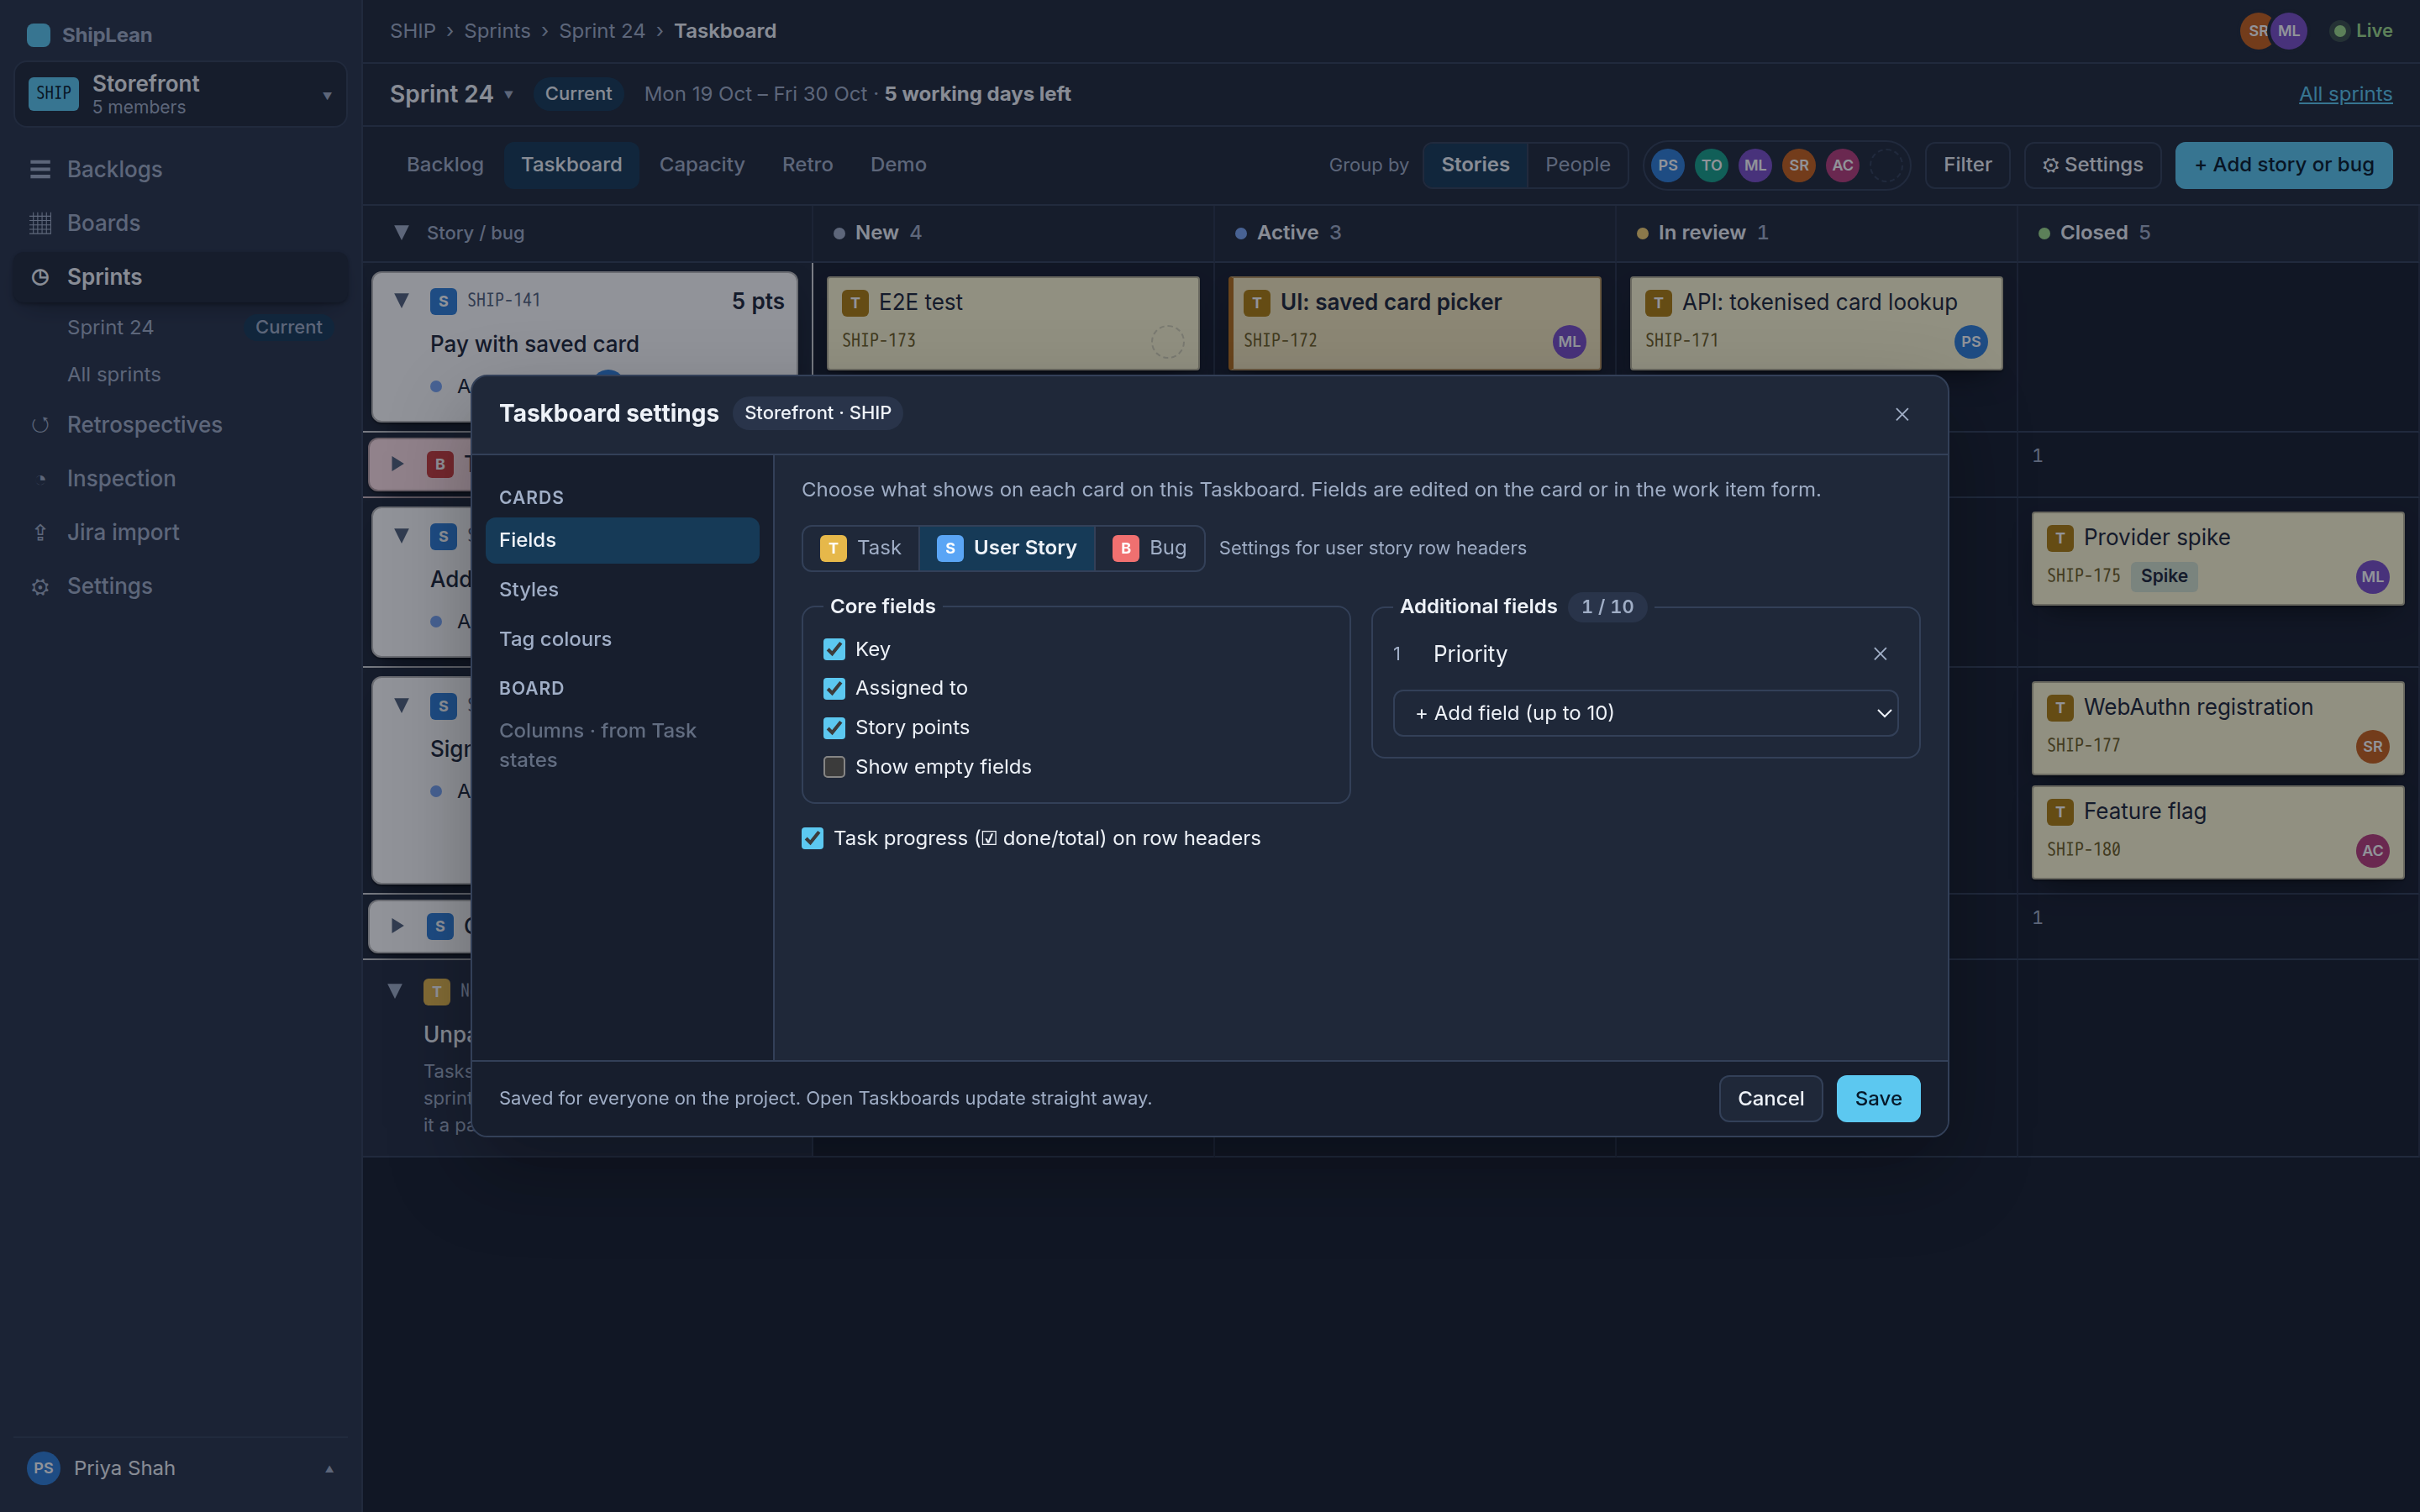 ShipLean
SHIP Storefront
5 members
Backlogs
Boards
Sprints
Sprint 24 Current
All sprints
Retrospectives
Inspection
Jira import
Settings
PS Priya Shah
SHIP › Sprints › Sprint 24 › Taskboard
SR ML Live
Sprint 24 Current Mon 19 Oct – Fri 30 Oct · 5 working days left All sprints
Backlog Taskboard Capacity Retro Demo Group by Stories People PS TO ML SR AC Filter Settings + Add story or bug
Story / bug New 4 Active 3 In review 1 Closed 5
S SHIP-141 5 pts
Pay with saved card
T E2E test
SHIP-173
T UI: saved card picker
SHIP-172 ML
T API: tokenised card lookup
SHIP-171 PS
B
1
S
Add
T Provider spike
SHIP-175 Spike ML
S
Sign
T WebAuthn registration
SHIP-177 SR
T Feature flag
SHIP-180 AC
S
1
T
Tasks
sprint
it a
Taskboard settings Storefront · SHIP
CARDS
Fields
Styles
Tag colours
BOARD
Columns · from Task
states
Choose what shows on each card on this Taskboard. Fields are edited on the card or in the work item form.
T Task S User Story B Bug Settings for user story row headers
Core fields
Key
Assigned to
Story points
Show empty fields
Additional fields 1 / 10
1 Priority
+ Add field (up to 10)
Task progress (☑ done/total) on row headers
Saved for everyone on the project. Open Taskboards update straight away.
Cancel Save